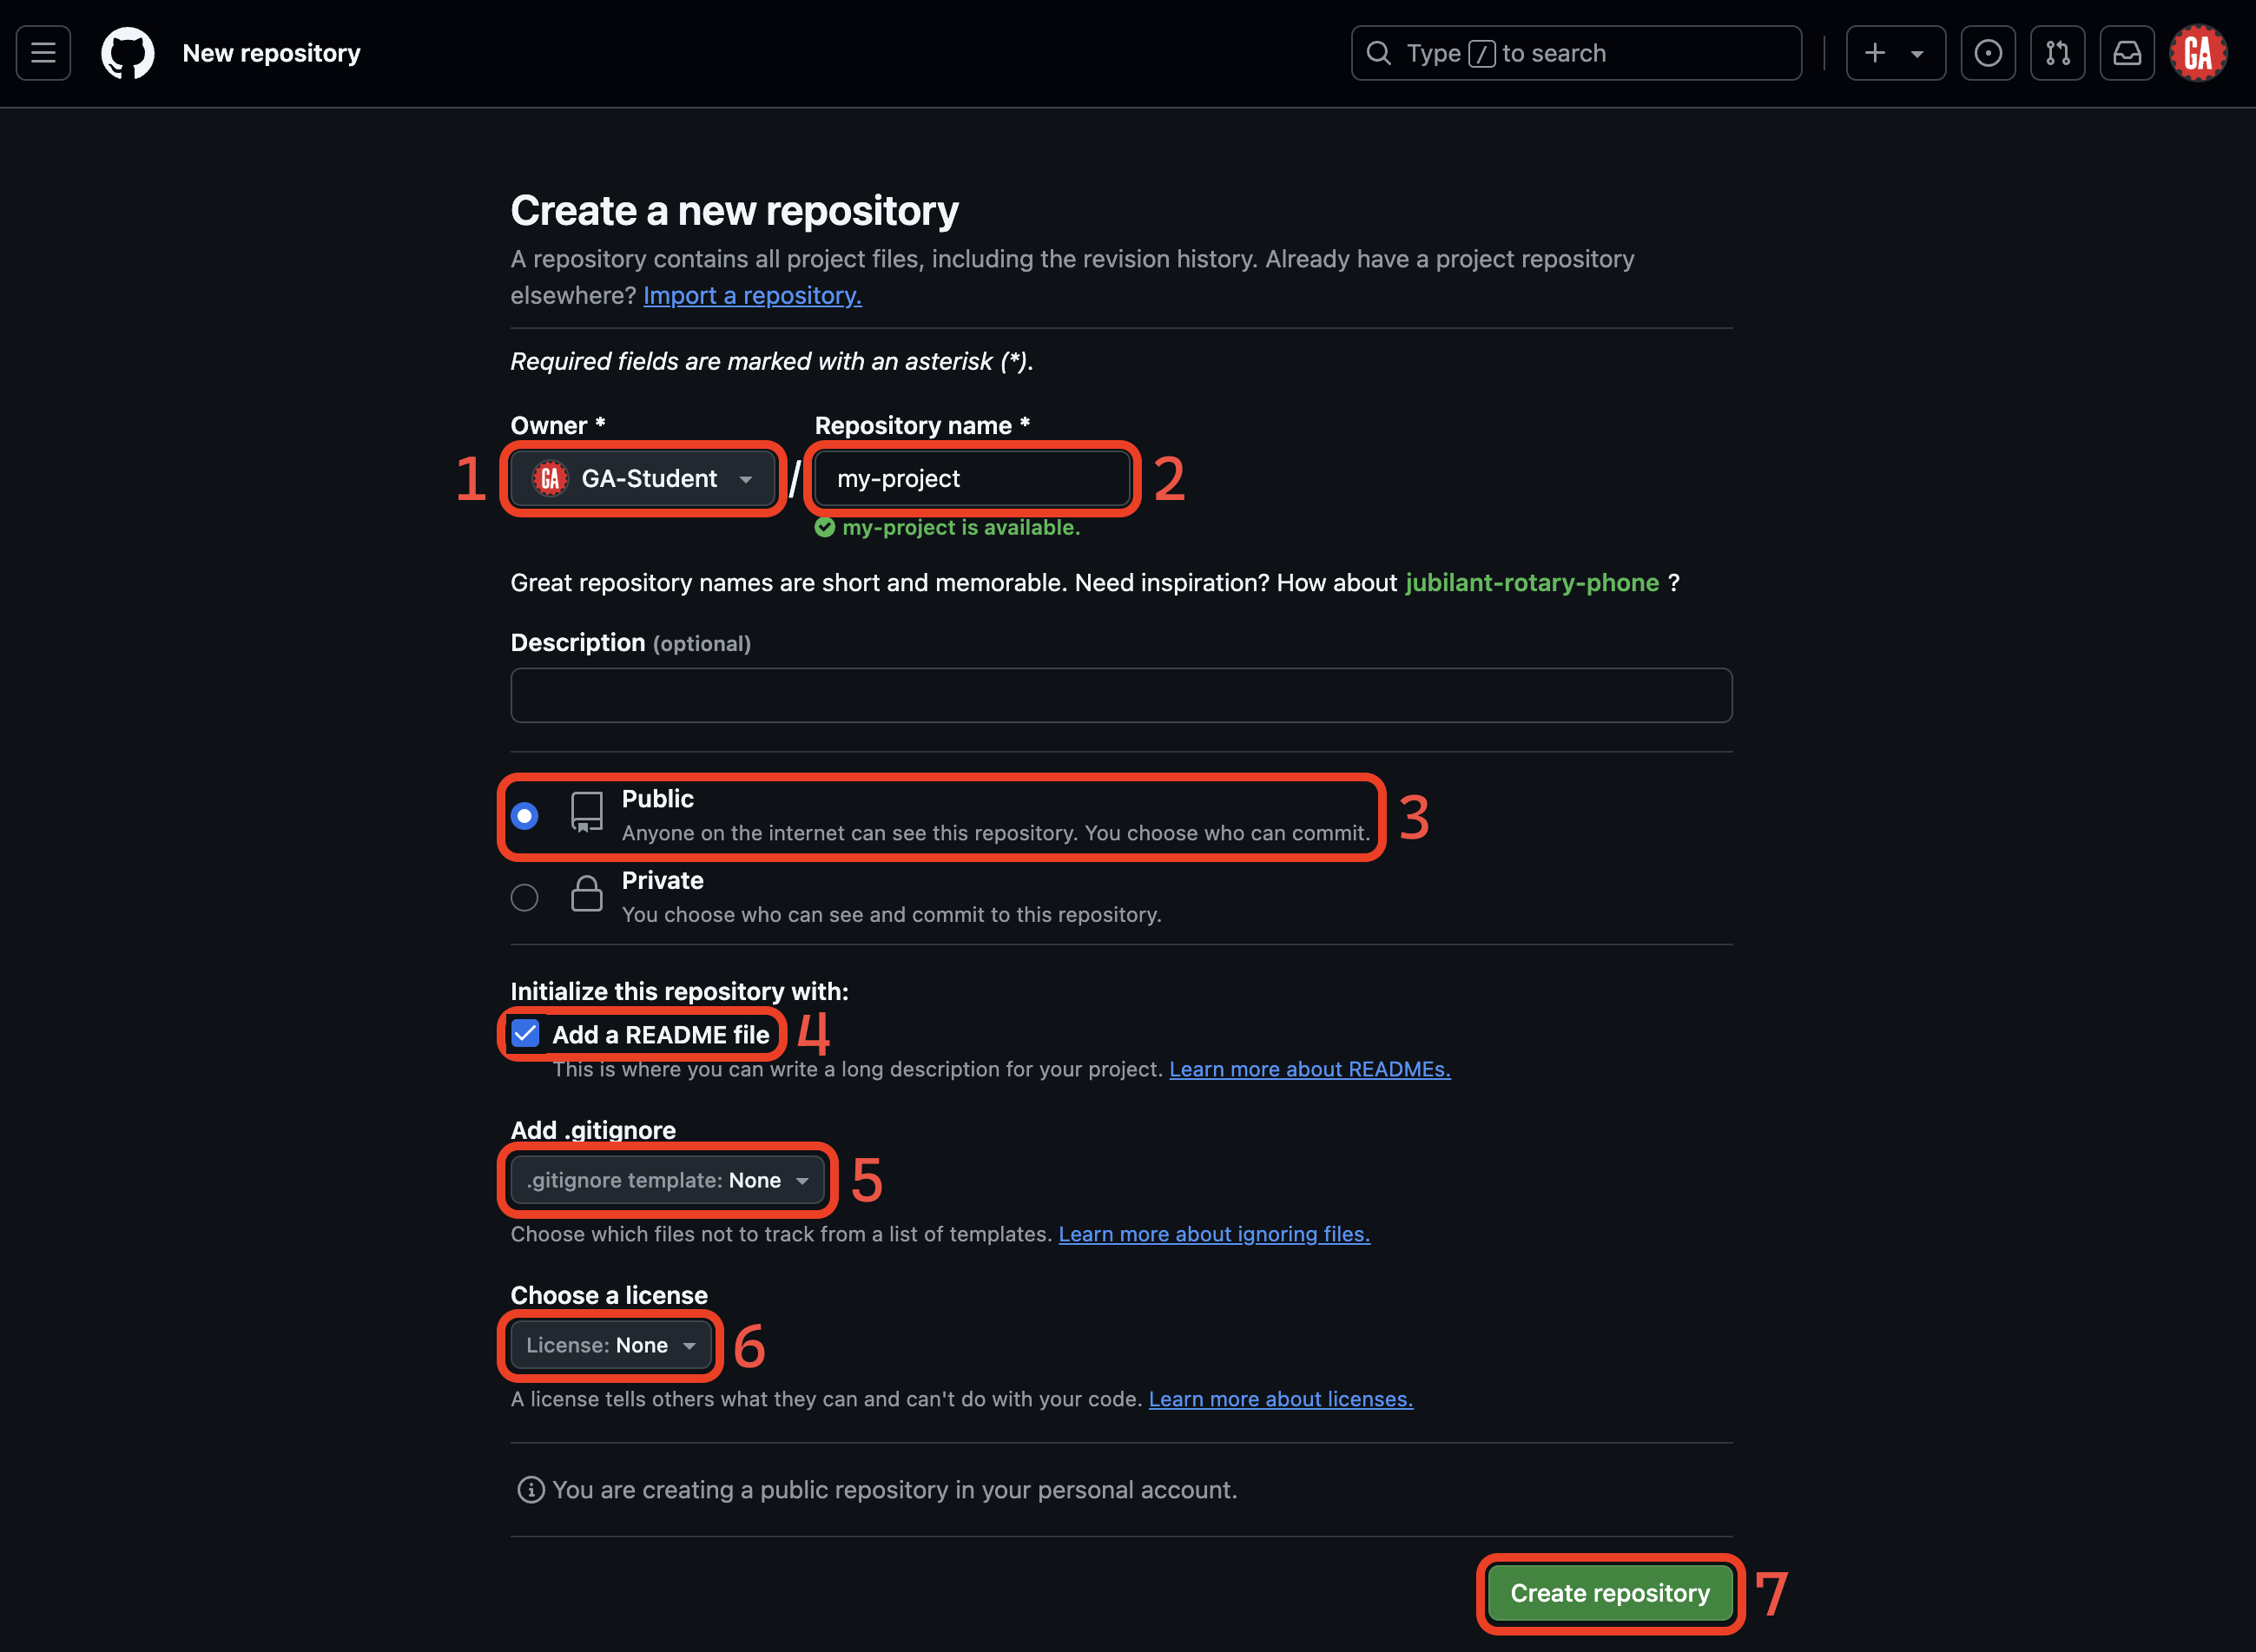 New repository
Type / to search
GA
Create a new repository
A repository contains all project files, including the revision history. Already have a project repository
elsewhere? Import a repository.
Required fields are marked with an asterisk (*).
Owner *
Repository name *
1
GA GA-Student
/
my-project
2
my-project is available.
Great repository names are short and memorable. Need inspiration? How about jubilant-rotary-phone ?
Description (optional)
Public
Anyone on the internet can see this repository. You choose who can commit.
3
Private
You choose who can see and commit to this repository.
Initialize this repository with:
Add a README file
4
This is where you can write a long description for your project. Learn more about READMEs.
Add .gitignore
.gitignore template: None
5
Choose which files not to track from a list of templates. Learn more about ignoring files.
Choose a license
License: None
6
A license tells others what they can and can't do with your code. Learn more about licenses.
You are creating a public repository in your personal account.
Create repository
7